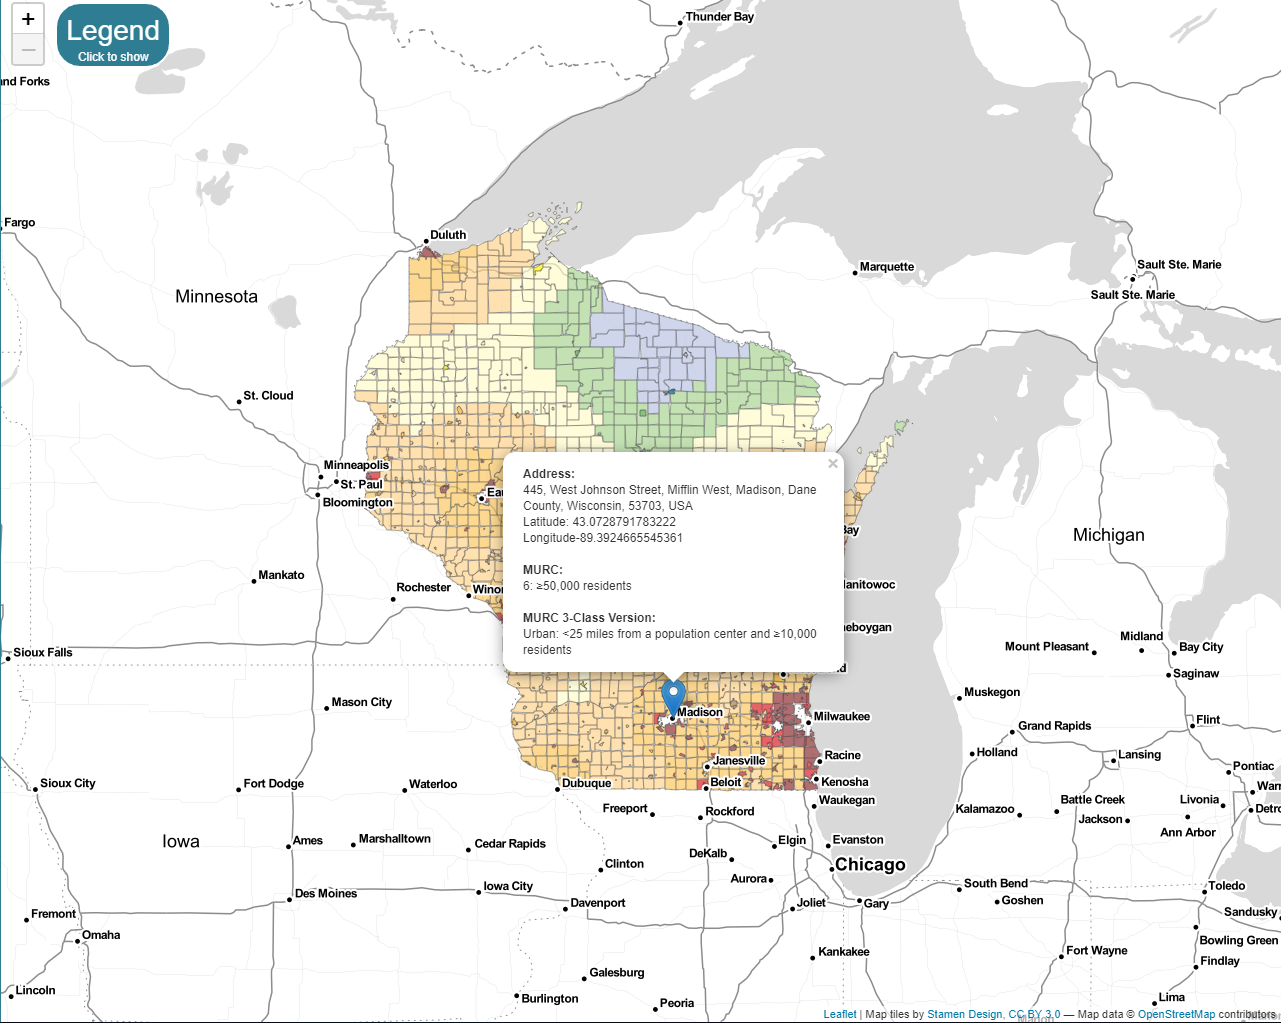 +
−
Legend
Click to show
Thunder Bay
Fargo
Duluth
Marquette
Sault Ste. Marie
Sault Ste. Marie
Minnesota
St. Cloud
Minneapolis
St. Paul
Bloomington
×
Address:
445, West Johnson Street, Mifflin West, Madison, Dane
County, Wisconsin, 53703, USA
Latitude: 43.0728791783222
Longitude-89.3924665545361
MURC:
6: ≥50,000 residents
MURC 3-Class Version:
Urban: <25 miles from a population center and ≥10,000
residents
Bay
Michigan
Mankato
Rochester
Sioux Falls
Mount Pleasant
Midland
Bay City
Saginaw
Muskegon
Mason City
Madison
Milwaukee
Grand Rapids
Flint
Holland
Lansing
Janesville
Racine
Pontiac
Sioux City
Fort Dodge
Waterloo
Dubuque
Beloit
Kenosha
Waukegan
Freeport
Rockford
Kalamazoo
Battle Creek
Livonia
Jackson
Ann Arbor
Iowa
Ames
Marshalltown
Cedar Rapids
Elgin
Evanston
DeKalb
Chicago
Clinton
Aurora
South Bend
Toledo
Des Moines
Iowa City
Davenport
Joliet
Gary
Goshen
Fremont
Sandusky
Omaha
Bowling Green
Kankakee
Fort Wayne
Findlay
Galesburg
Lincoln
Burlington
Peoria
Lima
Leaflet | Map tiles by Stamen Design, CC BY 3.0 — Map data © OpenStreetMap contributors